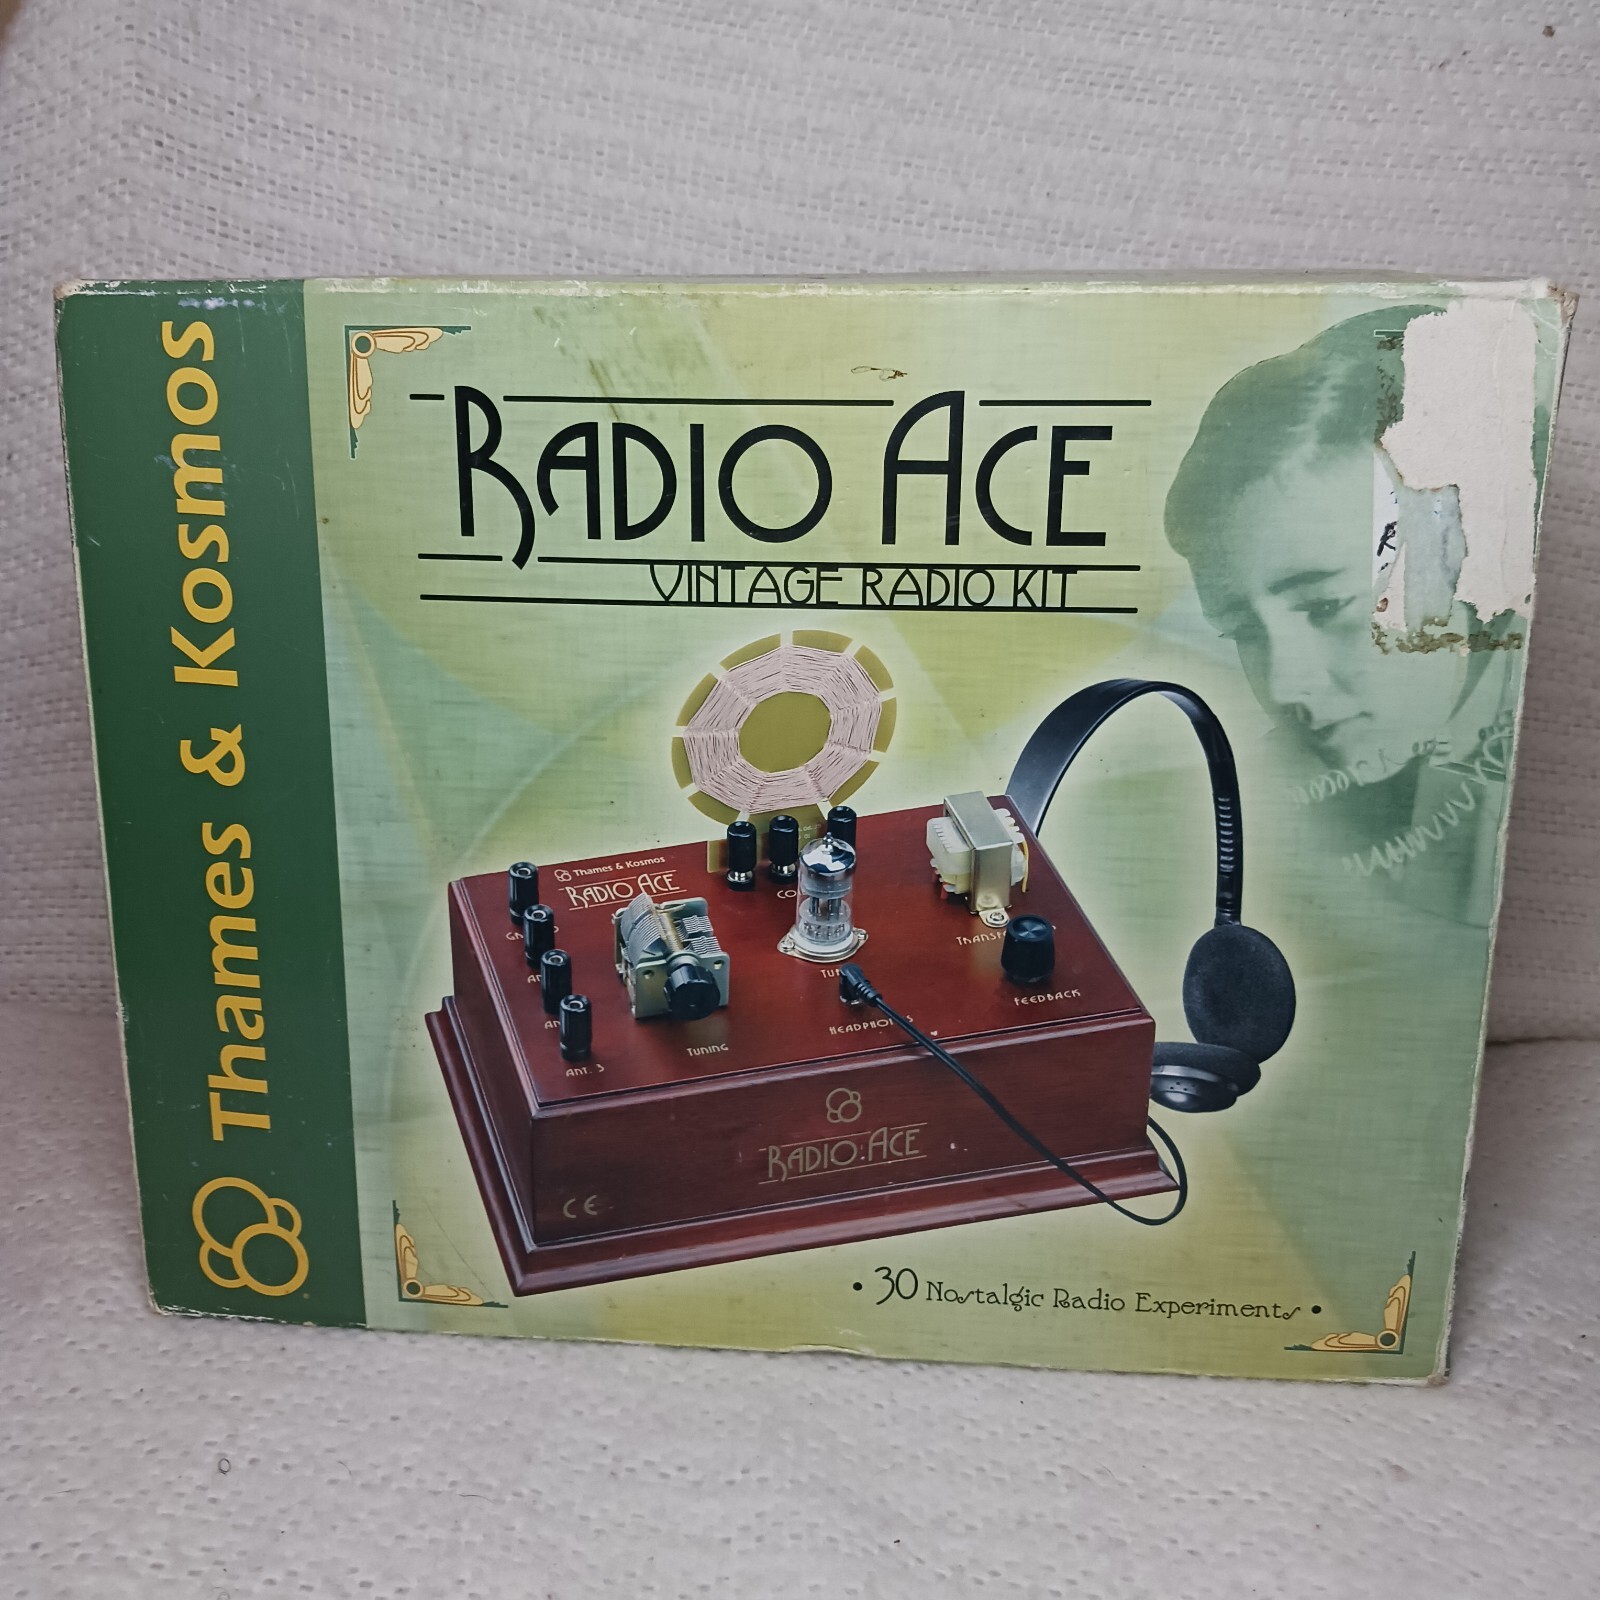 Thames & Kosmos
RADIO ACE
VINTAGE RADIO KIT
Thames & Kosmos
RADIO ACE
TUNING
HEADPHONES
FEEDBACK
ANT. 3
RADIO ACE
CE
• 30 Nostalgic Radio Experiments •